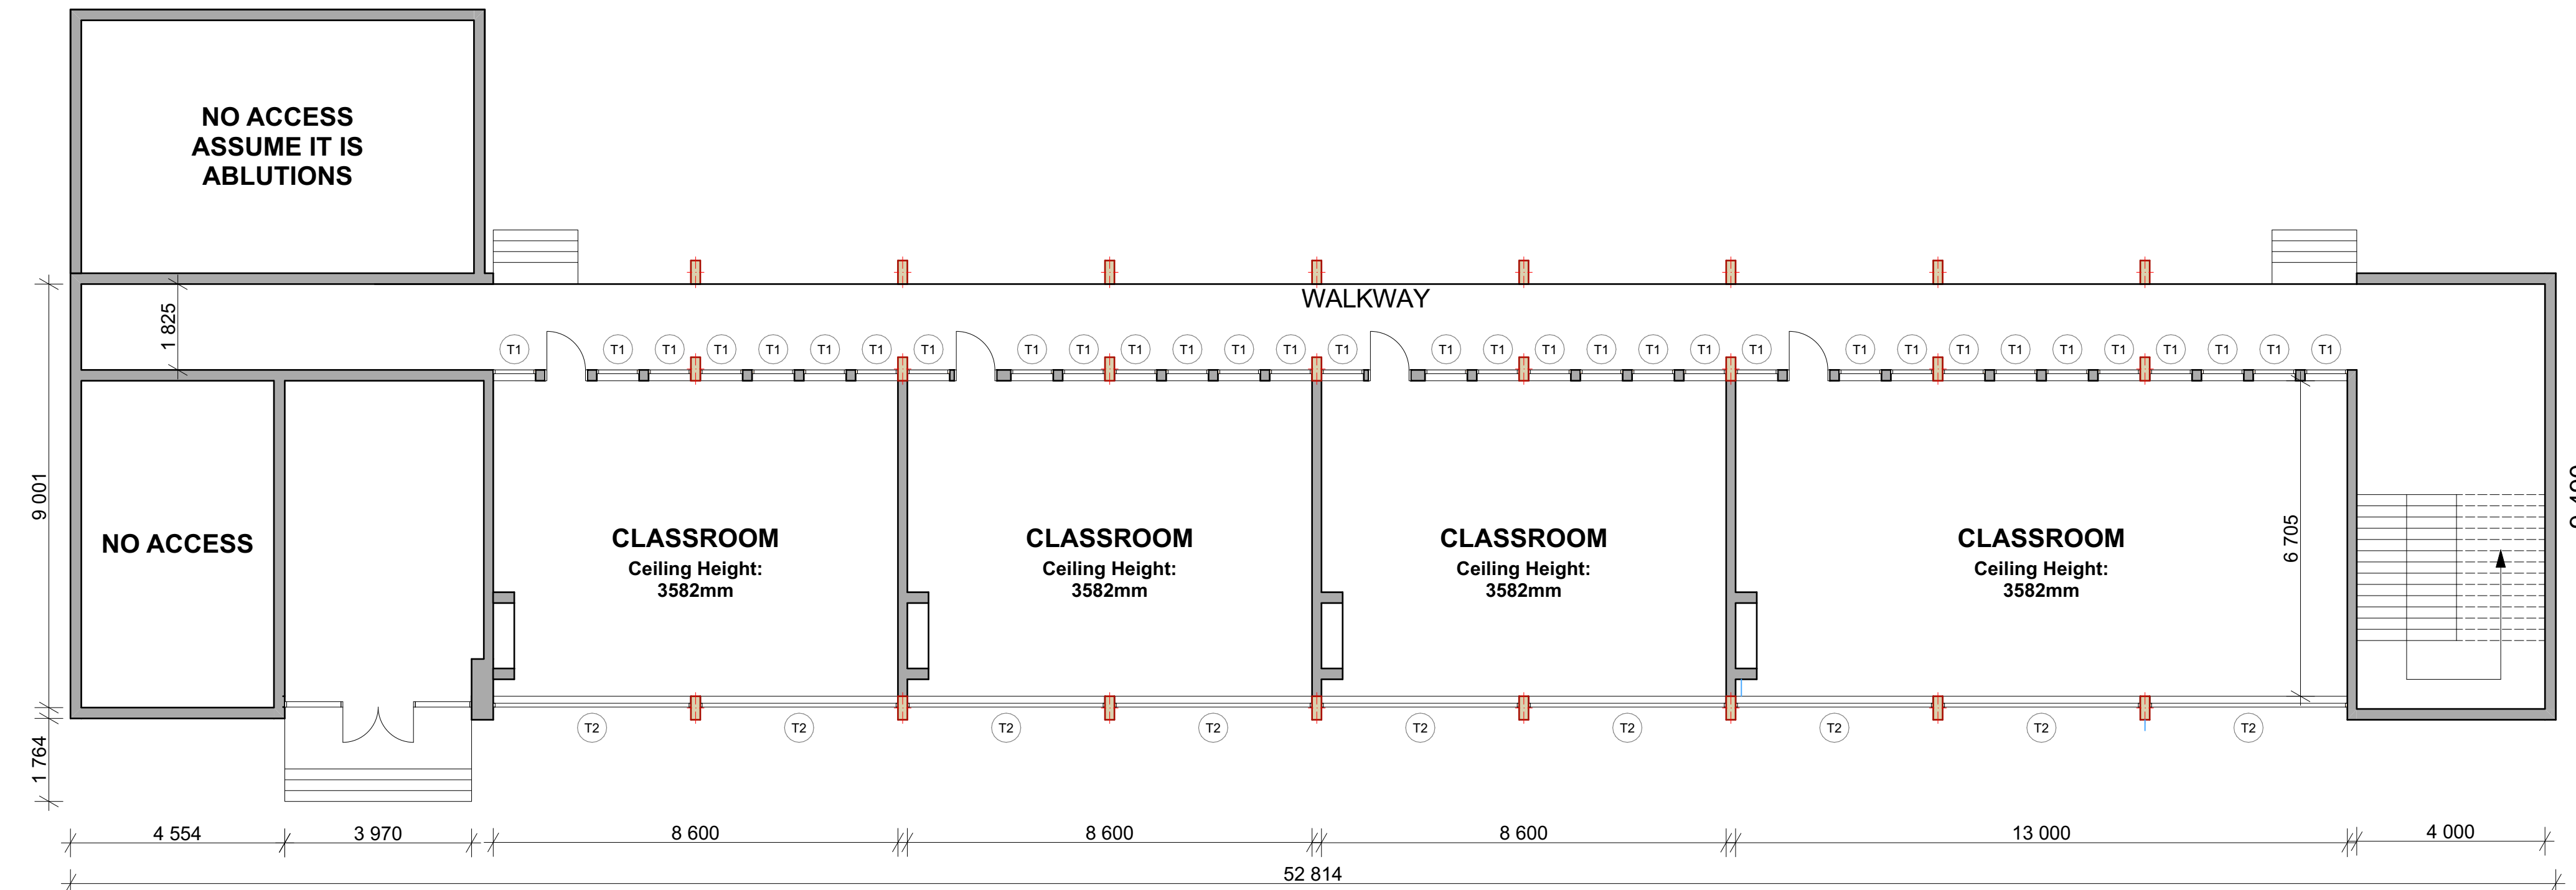 NO ACCESS
ASSUME IT IS
ABLUTIONS
WALKWAY
1 825
T1 T1 T1 T1 T1 T1 T1 T1 T1 T1 T1 T1 T1 T1 T1 T1 T1 T1 T1 T1 T1 T1 T1 T1 T1 T1 T1 T1 T1 T1 T1 T1
9 001
NO ACCESS
CLASSROOM
Ceiling Height:
3582mm
CLASSROOM
Ceiling Height:
3582mm
CLASSROOM
Ceiling Height:
3582mm
CLASSROOM
Ceiling Height:
3582mm
6 705
T2 T2 T2 T2 T2 T2 T2 T2 T2
1 764
4 554 3 970 8 600 8 600 8 600 13 000 4 000
52 814